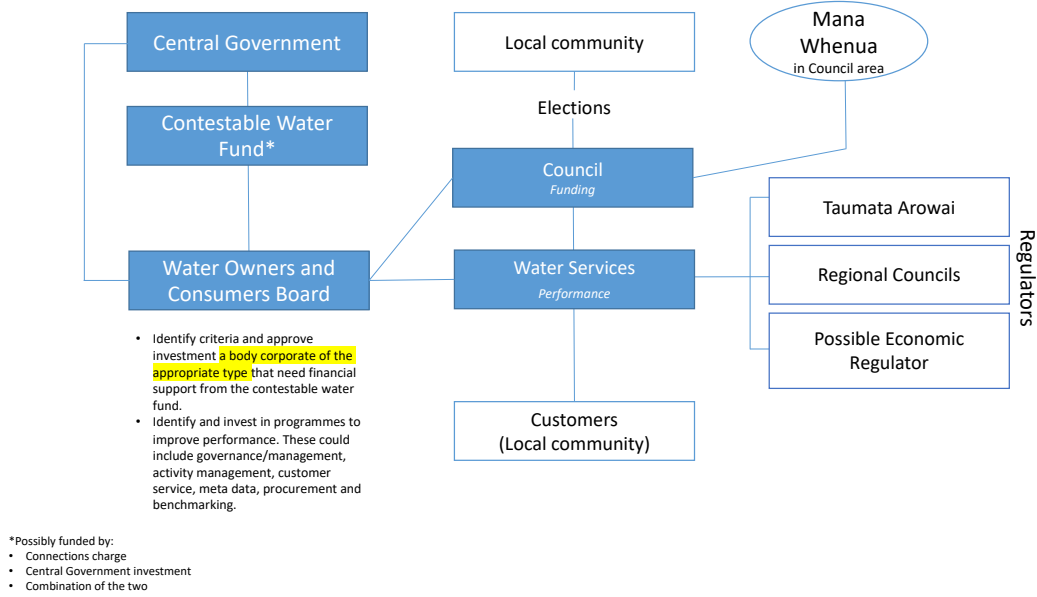 Central Government
Local community
Mana
Whenua
in Council area
Elections
Contestable Water
Fund*
Council
Funding
Taumata Arowai
Water Owners and
Consumers Board
Water Services
Performance
Regional Councils
Regulators
Possible Economic
Regulator
• Identify criteria and approve
investment a body corporate of the
appropriate type that need financial
support from the contestable water
fund.
• Identify and invest in programmes to
improve performance. These could
include governance/management,
activity management, customer
service, meta data, procurement and
benchmarking.
Customers
(Local community)
*Possibly funded by:
• Connections charge
• Central Government investment
• Combination of the two